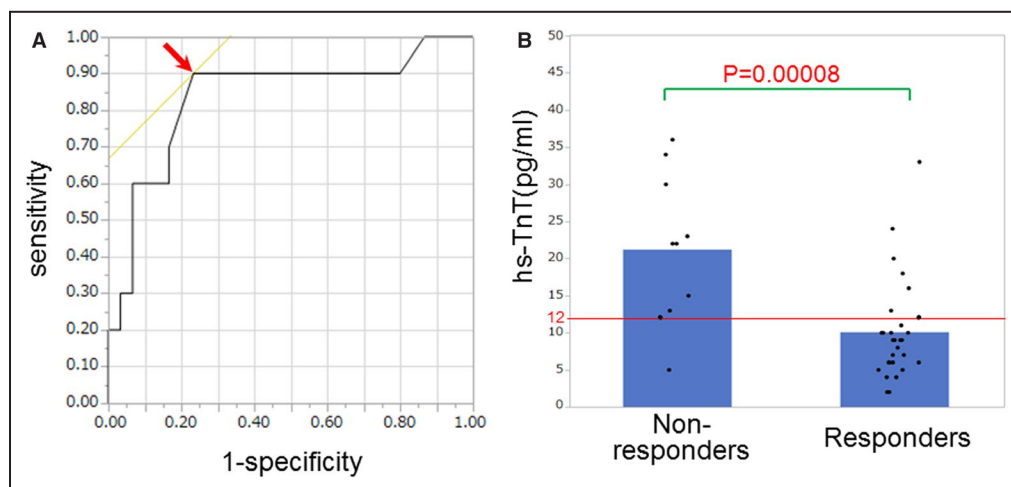 A
1.00
0.90
0.80
0.70
0.60
0.50
0.40
0.30
0.20
0.10
0.00
sensitivity
0.00 0.20 0.40 0.60 0.80 1.00
1-specificity
B
50
45
40
35
30
25
20
15
12
10
5
0
hs-TnT(pg/ml)
P=0.00008
Non-
responders
Responders